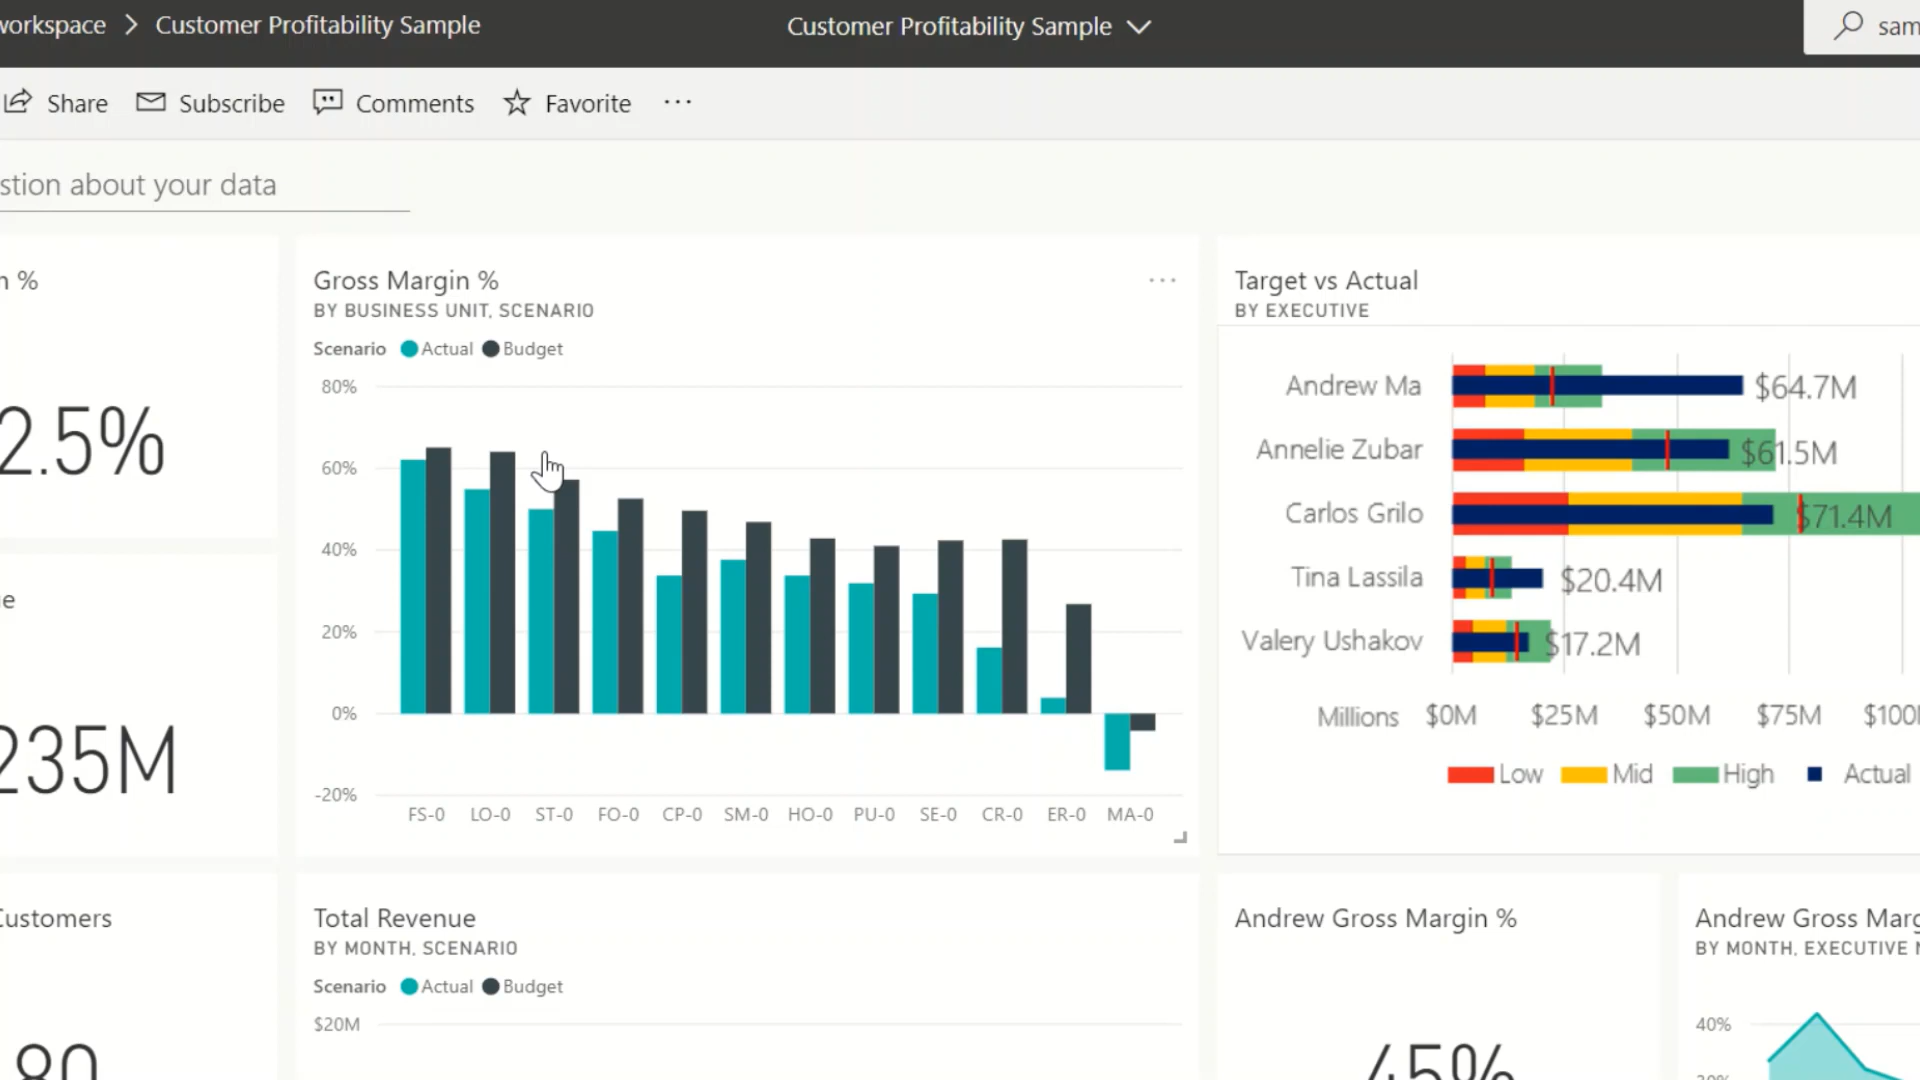 workspace > Customer Profitability Sample
Customer Profitability Sample
sam
Share
Subscribe
Comments
Favorite
stion about your data
n %
2.5%
e
235M
Customers
80
Gross Margin %
BY BUSINESS UNIT, SCENARIO
Scenario Actual Budget
80%
60%
40%
20%
0%
-20%
FS-0 LO-0 ST-0 FO-0 CP-0 SM-0 HO-0 PU-0 SE-0 CR-0 ER-0 MA-0
Target vs Actual
BY EXECUTIVE
Andrew Ma $64.7M
Annelie Zubar $61.5M
Carlos Grilo $71.4M
Tina Lassila $20.4M
Valery Ushakov $17.2M
Millions $0M $25M $50M $75M $100
Low Mid High Actual
Total Revenue
BY MONTH, SCENARIO
Scenario Actual Budget
$20M
Andrew Gross Margin %
45%
Andrew Gross Marg
BY MONTH, EXECUTIVE N
40%